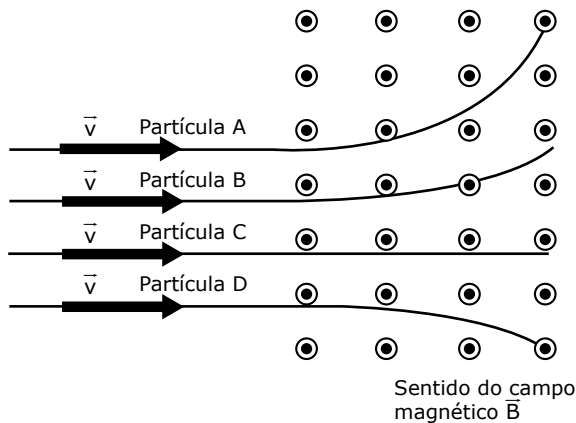 v⃗ Partícula A
v⃗ Partícula B
v⃗ Partícula C
v⃗ Partícula D
Sentido do campo
magnético B⃗